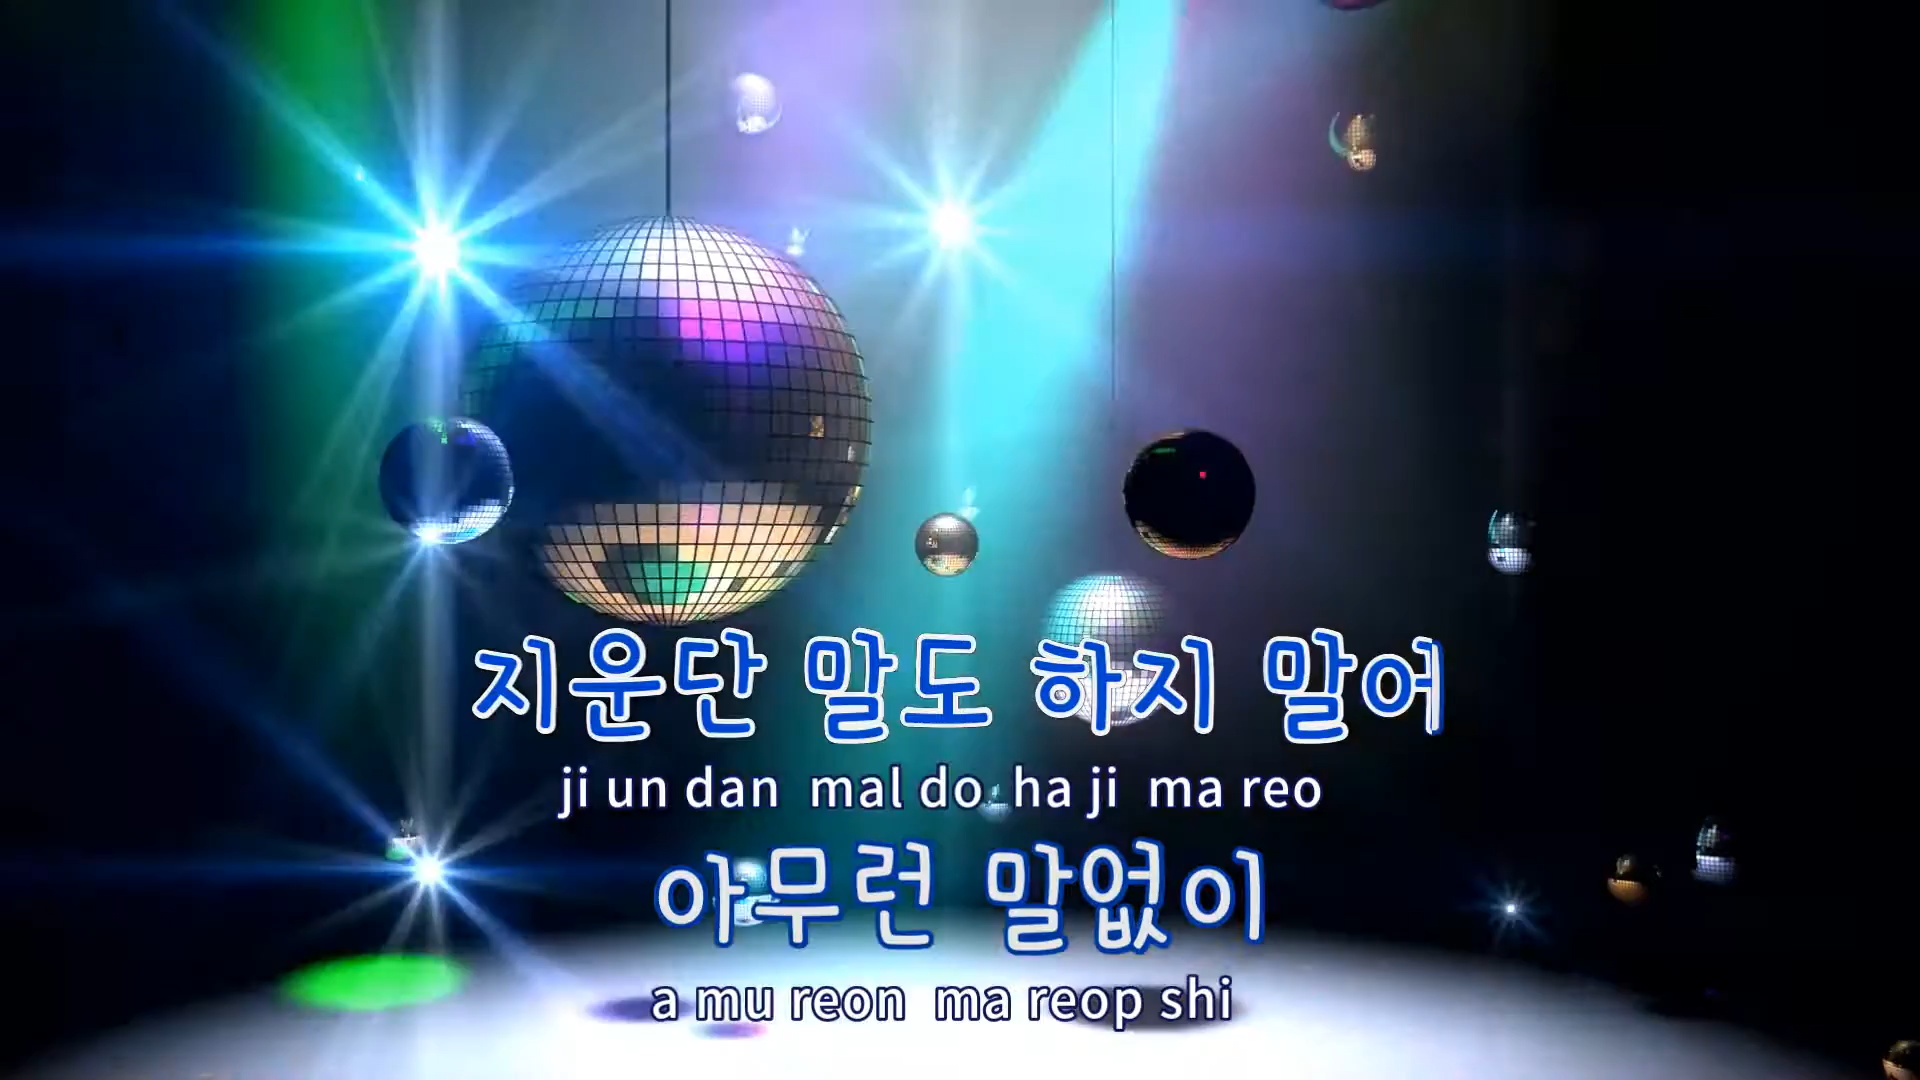 지운단 말도 하지 말어
ji un dan mal do ha ji ma reo
아무런 말없이
a mu reon ma reop shi